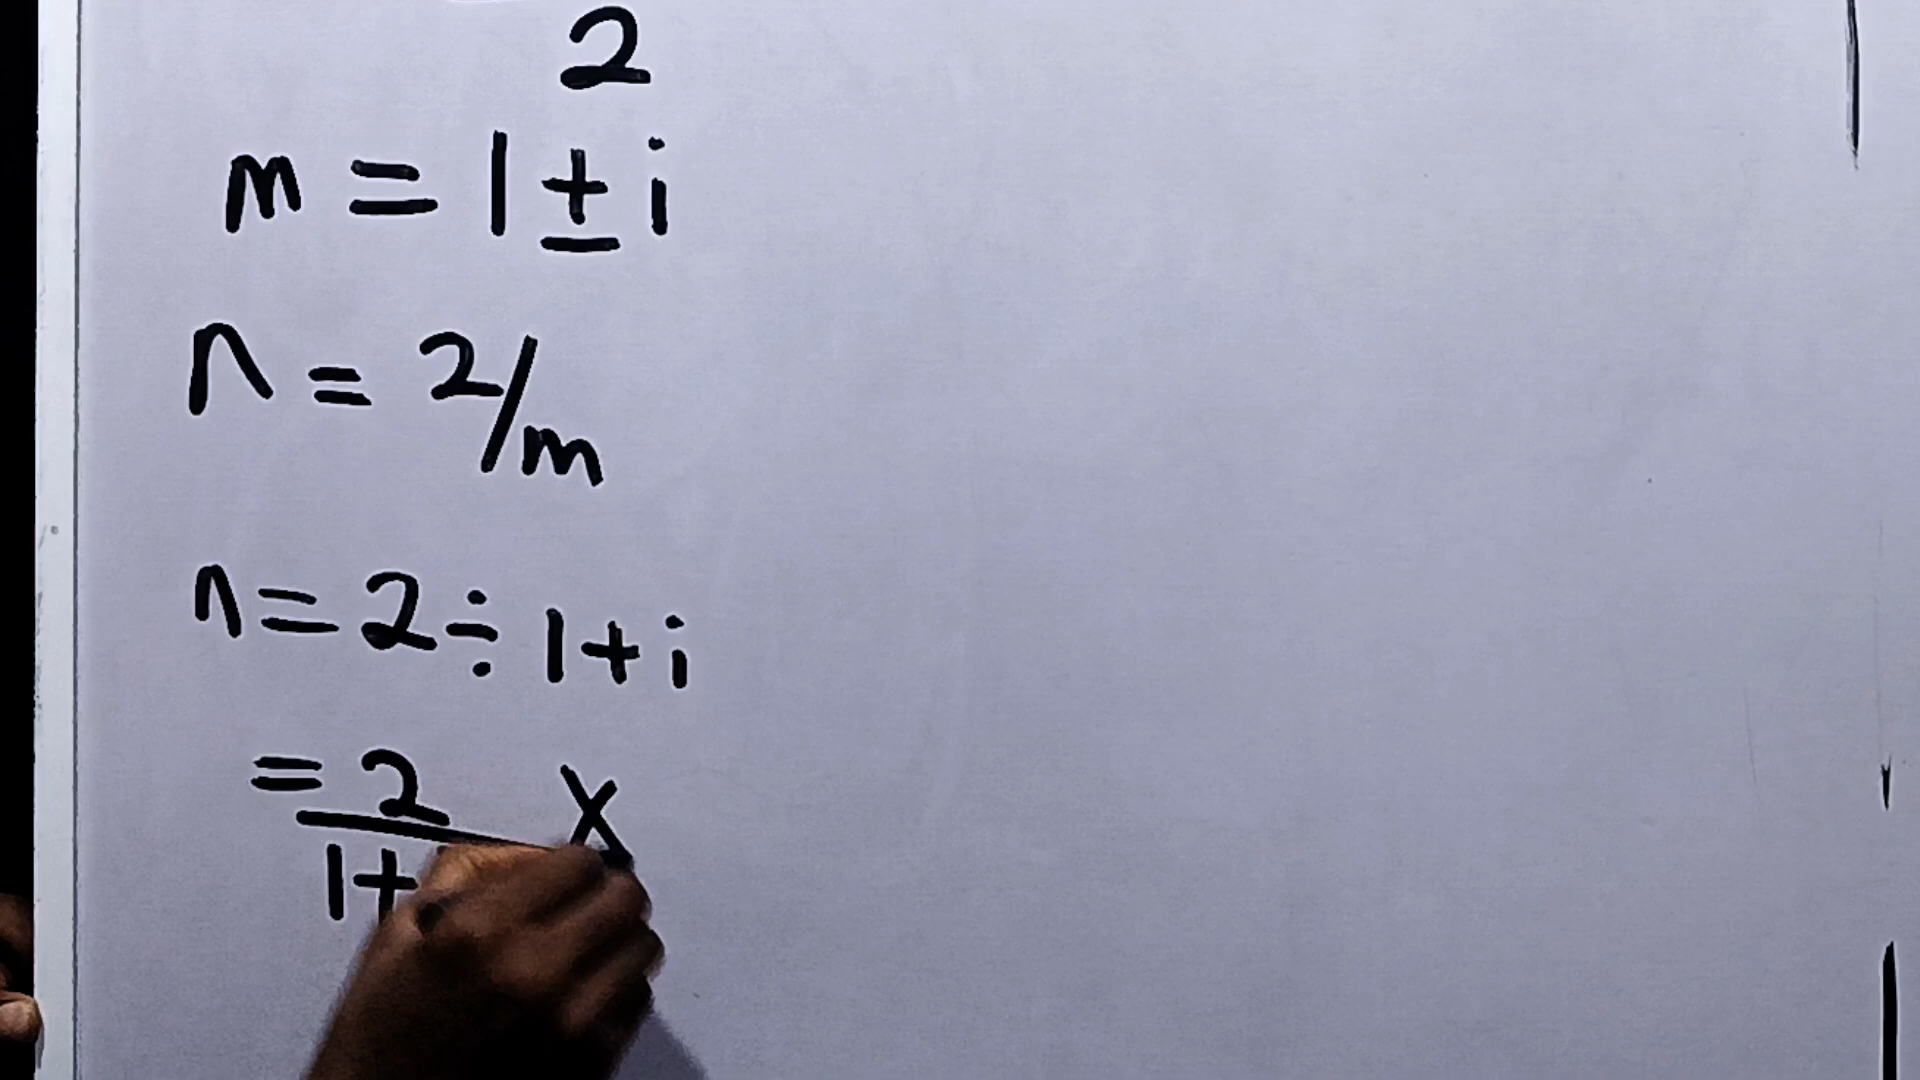 2
m = 1 ± i
n = 2/m
n = 2 ÷ 1 + i
= 2 X
1 +